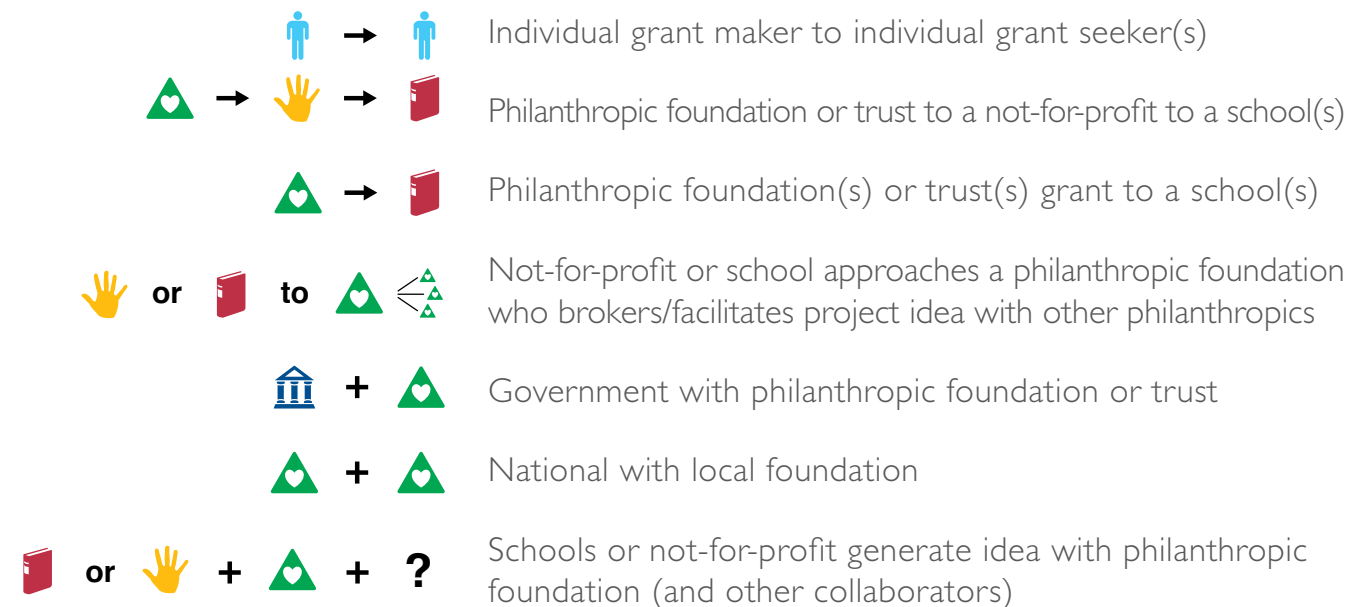 Individual grant maker to individual grant seeker(s)
Philanthropic foundation or trust to a not-for-profit to a school(s)
Philanthropic foundation(s) or trust(s) grant to a school(s)
or to Not-for-profit or school approaches a philanthropic foundation
who brokers/facilitates project idea with other philanthropics
+ Government with philanthropic foundation or trust
+ National with local foundation
or + + ? Schools or not-for-profit generate idea with philanthropic
foundation (and other collaborators)